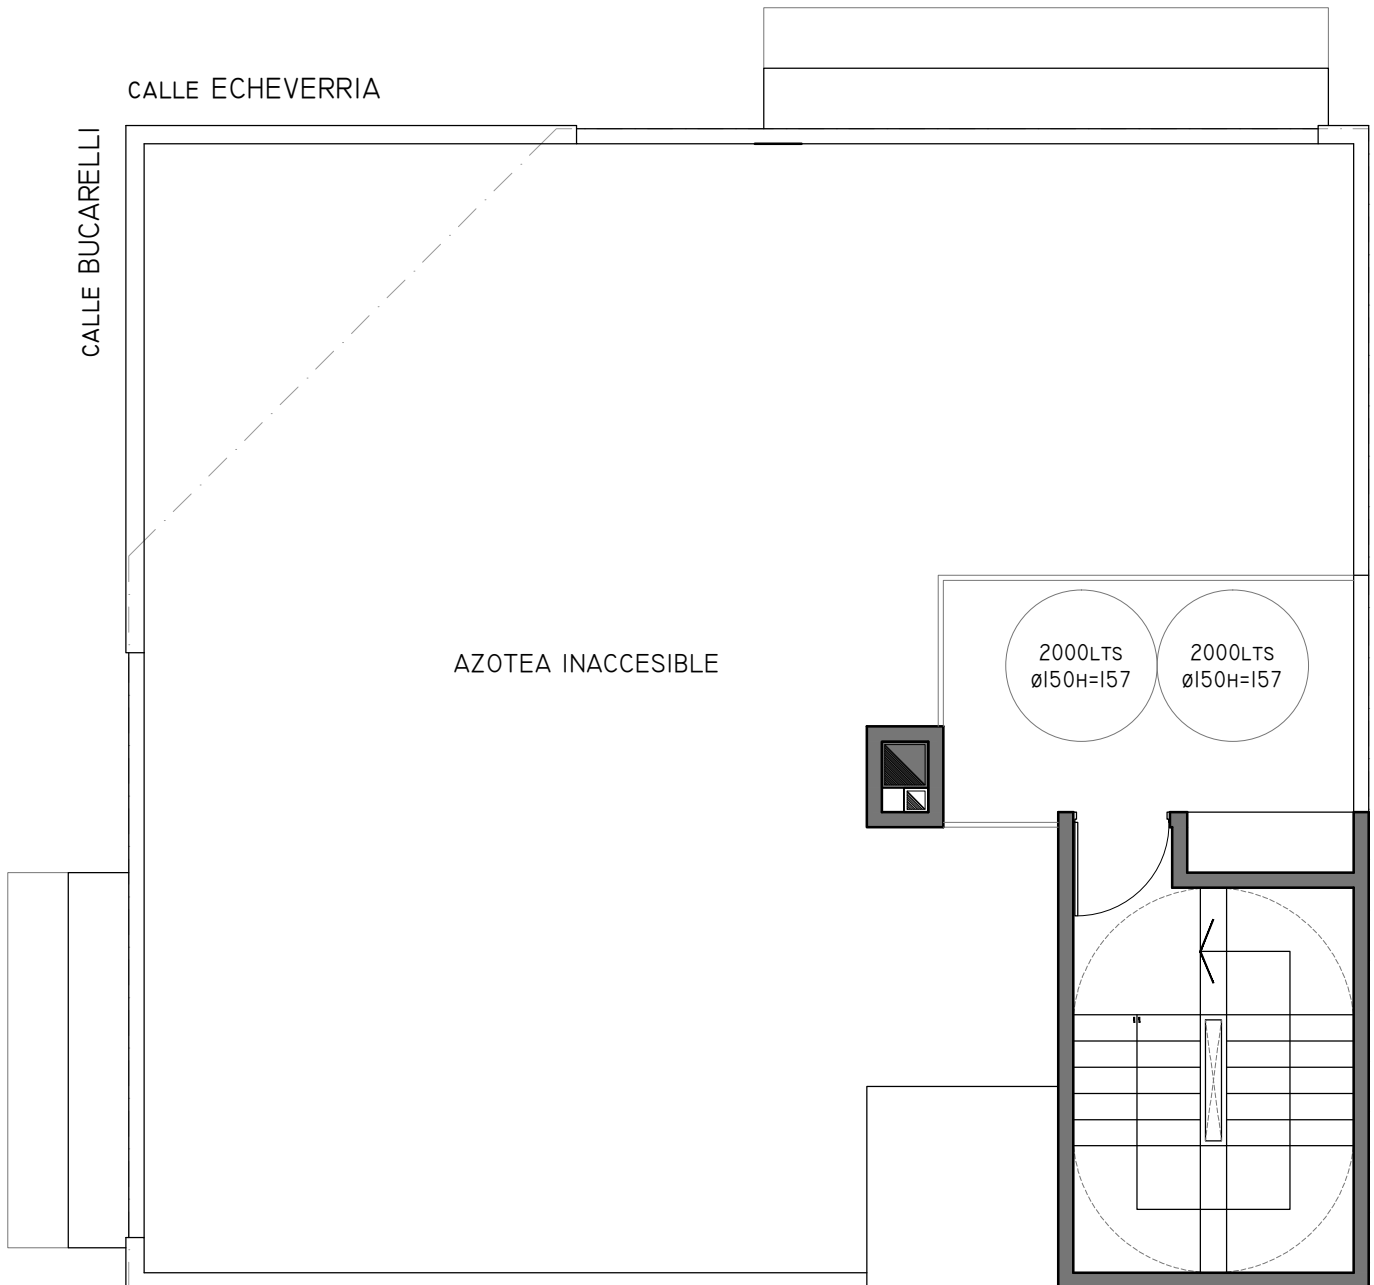 CALLE ECHEVERRIA
CALLE BUCARELLI
AZOTEA INACCESIBLE
2000LTS
Ø150H=157
2000LTS
Ø150H=157